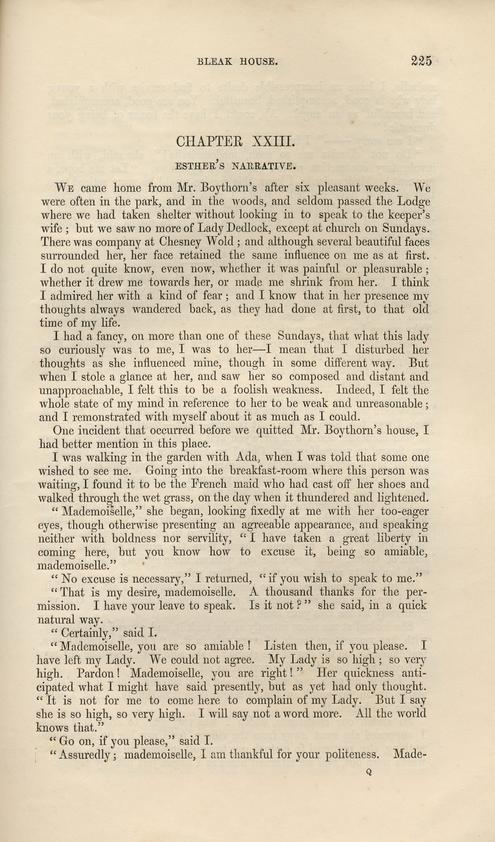 BLEAK HOUSE. 225
CHAPTER XXIII.
ESTHER'S NARRATIVE.
We came home from Mr. Boythorn's after six pleasant weeks. We
were often in the park, and in the woods, and seldom passed the Lodge
where we had taken shelter without looking in to speak to the keeper's
wife ; but we saw no more of Lady Dedlock, except at church on Sundays.
There was company at Chesney Wold ; and although several beautiful faces
surrounded her, her face retained the same influence on me as at first.
I do not quite know, even now, whether it was painful or pleasurable ;
whether it drew me towards her, or made me shrink from her. I think
I admired her with a kind of fear ; and I know that in her presence my
thoughts always wandered back, as they had done at first, to that old
time of my life.
I had a fancy, on more than one of these Sundays, that what this lady
so curiously was to me, I was to her—I mean that I disturbed her
thoughts as she influenced mine, though in some different way. But
when I stole a glance at her, and saw her so composed and distant and
unapproachable, I felt this to be a foolish weakness. Indeed, I felt the
whole state of my mind in reference to her to be weak and unreasonable ;
and I remonstrated with myself about it as much as I could.
One incident that occurred before we quitted Mr. Boythorn's house, I
had better mention in this place.
I was walking in the garden with Ada, when I was told that some one
wished to see me. Going into the breakfast-room where this person was
waiting, I found it to be the French maid who had cast off her shoes and
walked through the wet grass, on the day when it thundered and lightened.
“ Mademoiselle,” she began, looking fixedly at me with her too-eager
eyes, though otherwise presenting an agreeable appearance, and speaking
neither with boldness nor servility, “ I have taken a great liberty in
coming here, but you know how to excuse it, being so amiable,
mademoiselle.”
“ No excuse is necessary,” I returned, “ if you wish to speak to me.”
“ That is my desire, mademoiselle. A thousand thanks for the per-
mission. I have your leave to speak. Is it not ? ” she said, in a quick
natural way.
“ Certainly,” said I.
“ Mademoiselle, you are so amiable ! Listen then, if you please. I
have left my Lady. We could not agree. My Lady is so high ; so very
high. Pardon ! Mademoiselle, you are right ! ” Her quickness anti-
cipated what I might have said presently, but as yet had only thought.
“ It is not for me to come here to complain of my Lady. But I say
she is so high, so very high. I will say not a word more. All the world
knows that.”
“ Go on, if you please,” said I.
“ Assuredly ; mademoiselle, I am thankful for your politeness. Made-
Q